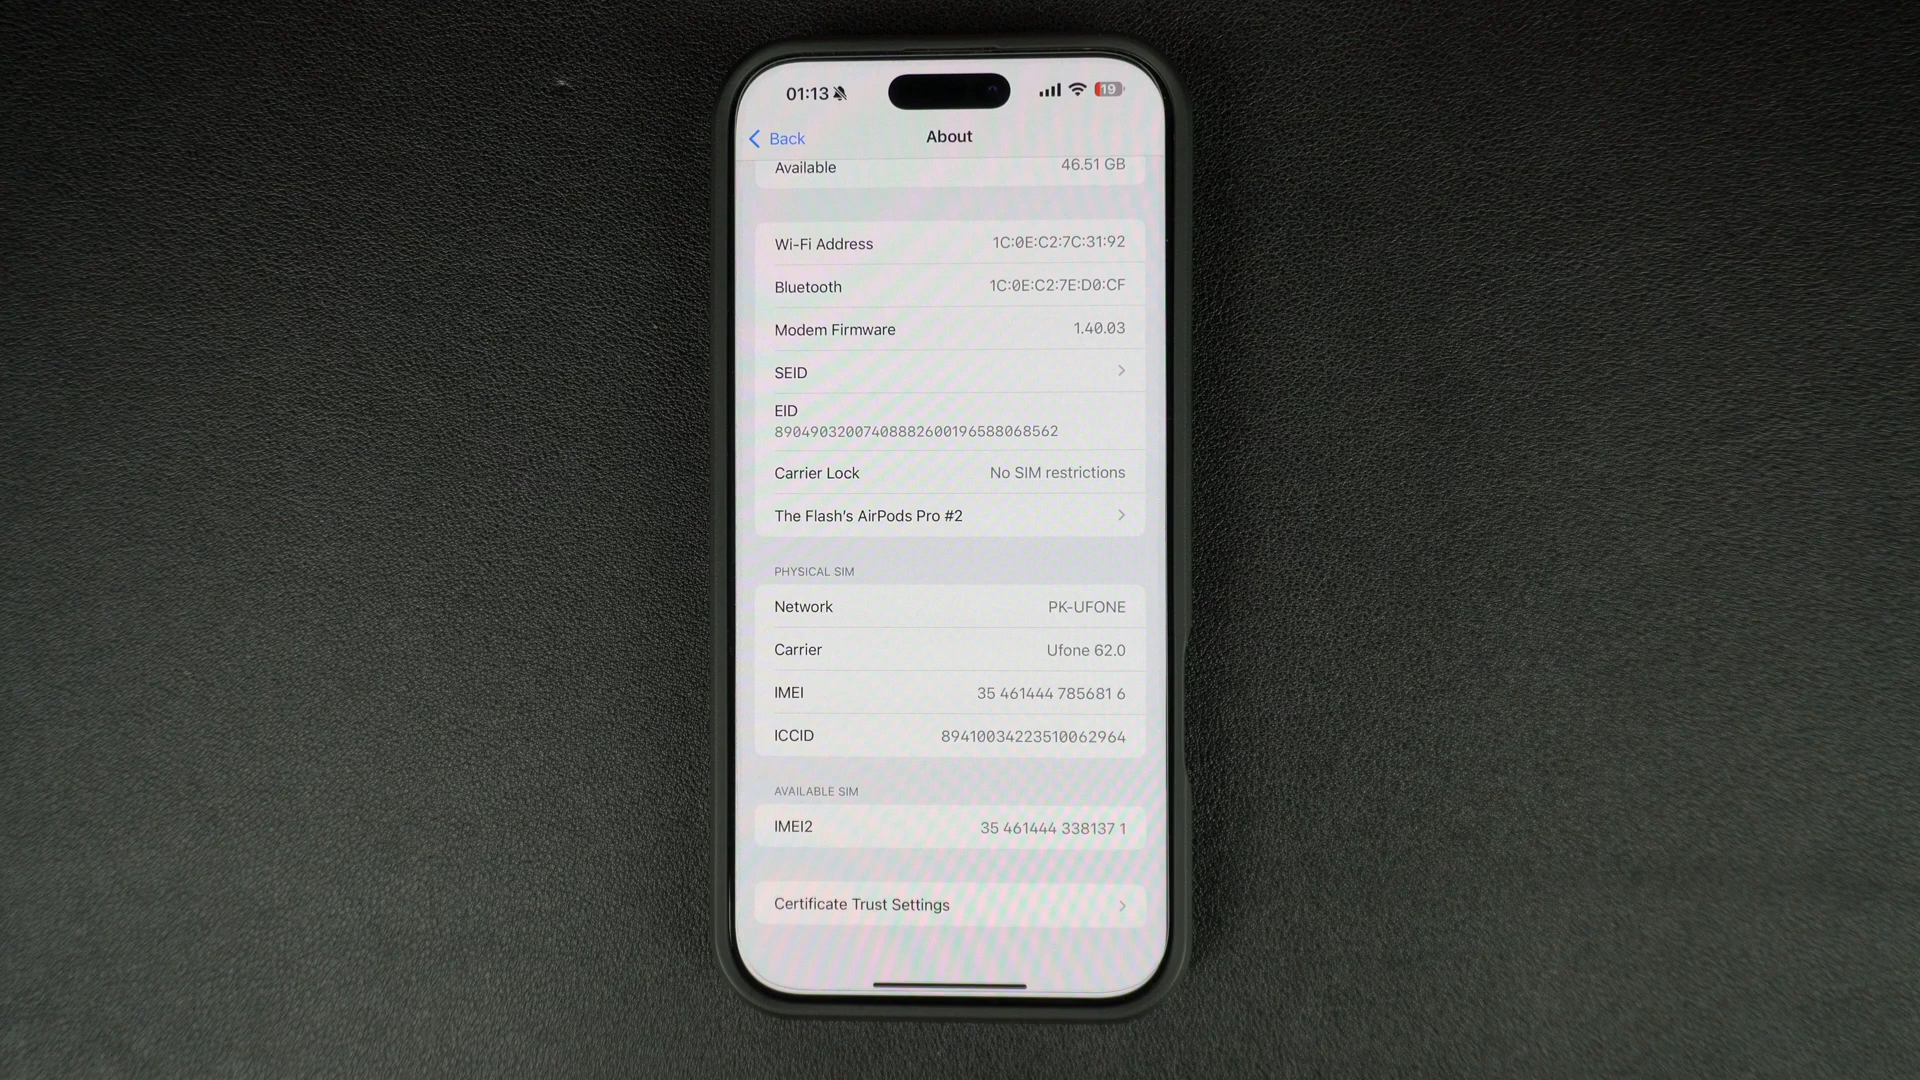 01:13
19
Back
About
Available 46.51 GB
Wi-Fi Address 1C:0E:C2:7C:31:92
Bluetooth 1C:0E:C2:7E:D0:CF
Modem Firmware 1.40.03
SEID
EID
89049032007408882600196588068562
Carrier Lock No SIM restrictions
The Flash's AirPods Pro #2
PHYSICAL SIM
Network PK-UFONE
Carrier Ufone 62.0
IMEI 35 461444 785681 6
ICCID 89410034223510062964
AVAILABLE SIM
IMEI2 35 461444 338137 1
Certificate Trust Settings